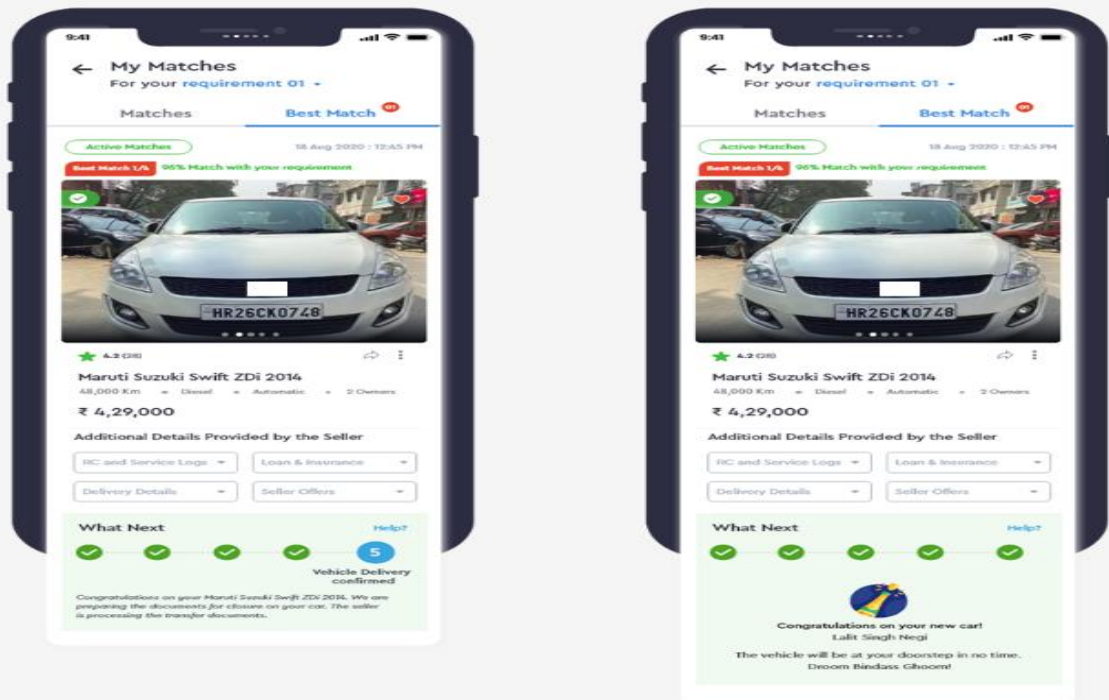 9:41
My Matches
For your requirement 01
Matches
Best Match
01
Active Matches
18 Aug 2020 : 12:45 PM
Best Match 1/4
96% Match with your requirement
HR26CK0748
4.2
Maruti Suzuki Swift ZDi 2014
48,000 Km • Diesel • Automatic • 2 Owners
₹ 4,29,000
Additional Details Provided by the Seller
RC and Service Logs
Loan & Insurance
Delivery Details
Seller Offers
What Next
Help?
5
Vehicle Delivery
confirmed
Congratulations on your Maruti Suzuki Swift ZDi 2014. We are
preparing the documents for closure on your car. The seller
is processing the transfer documents.
9:41
My Matches
For your requirement 01
Matches
Best Match
01
Active Matches
18 Aug 2020 : 12:45 PM
Best Match 1/4
96% Match with your requirement
HR26CK0748
4.2
Maruti Suzuki Swift ZDi 2014
48,000 Km • Diesel • Automatic • 2 Owners
₹ 4,29,000
Additional Details Provided by the Seller
RC and Service Logs
Loan & Insurance
Delivery Details
Seller Offers
What Next
Help?
Congratulations on your new car!
Lalit Singh Negi
The vehicle will be at your doorstep in no time.
Droom Bindass Ghoom!